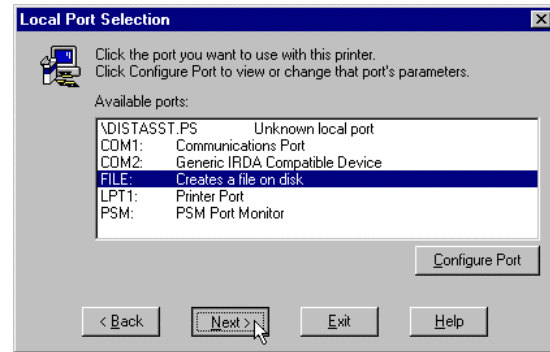 Local Port Selection
Click the port you want to use with this printer.
Click Configure Port to view or change that port's parameters.
Available ports:
\DISTASST.PS Unknown local port
COM1: Communications Port
COM2: Generic IRDA Compatible Device
FILE: Creates a file on disk
LPT1: Printer Port
PSM: PSM Port Monitor
Configure Port
< Back Next > Exit Help